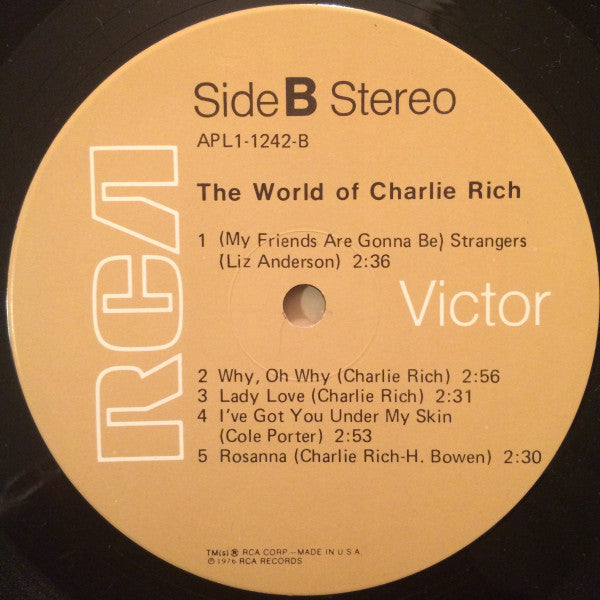 Side B Stereo
APL1-1242-B
The World of Charlie Rich
1 (My Friends Are Gonna Be) Strangers
(Liz Anderson) 2:36
RCA
Victor
2 Why, Oh Why (Charlie Rich) 2:56
3 Lady Love (Charlie Rich) 2:31
4 I've Got You Under My Skin
(Cole Porter) 2:53
5 Rosanna (Charlie Rich-H. Bowen) 2:30
TM(s) ® RCA CORP.—MADE IN U.S.A.
℗ 1976 RCA RECORDS